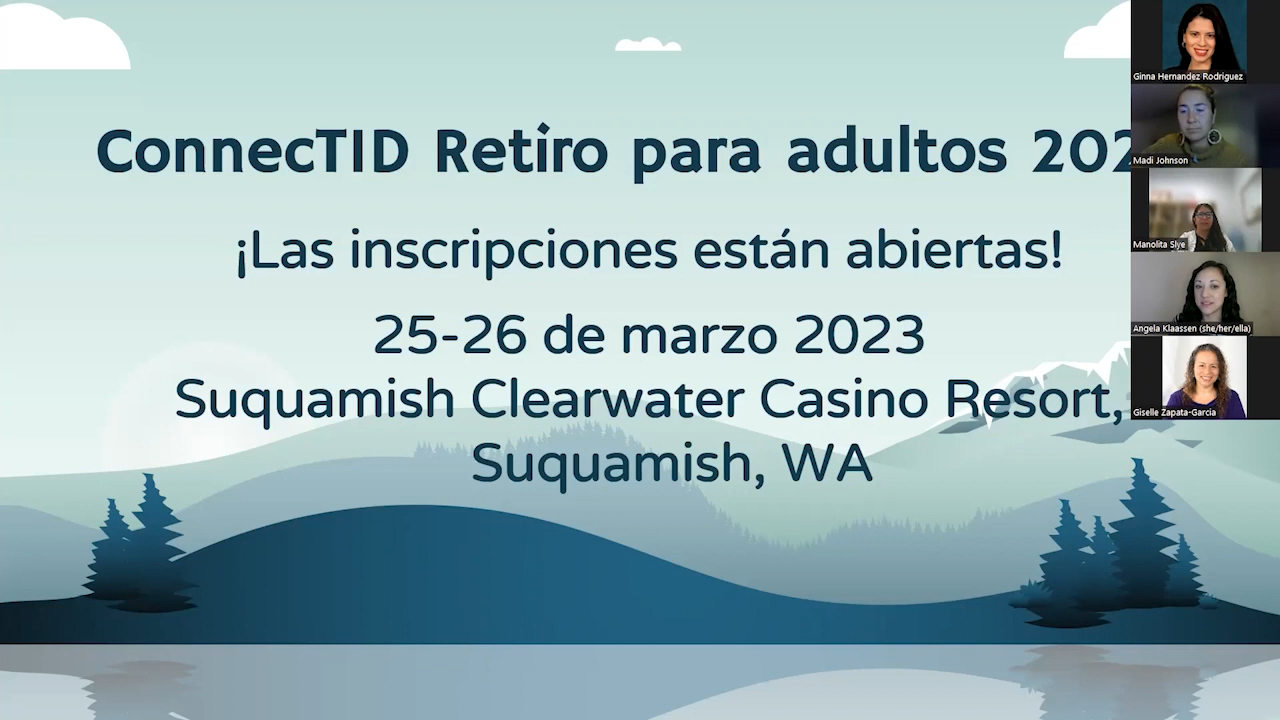 ConnecTID Retiro para adultos 202
¡Las inscripciones están abiertas!
25-26 de marzo 2023
Suquamish Clearwater Casino Resort,
Suquamish, WA
Ginna Hernandez Rodriguez
Madi Johnson
Manolita Slye
Angela Klaassen (she/her/ella)
Giselle Zapata-Garcia